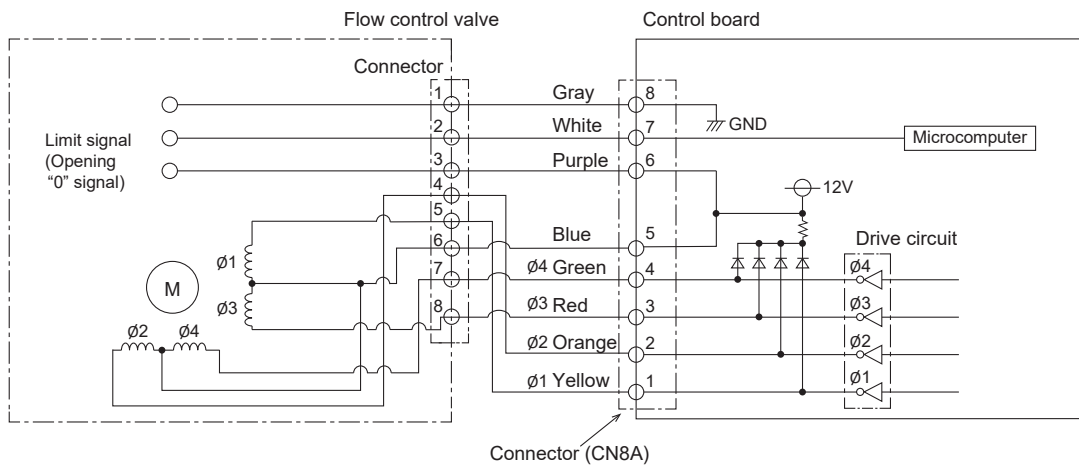 Flow control valve
Control board
Connector
1
Gray
8
GND
2
White
7
Microcomputer
Limit signal
(Opening
“0” signal)
3
Purple
6
4
12V
5
6
Blue
5
Drive circuit
ø1
7
ø4 Green
4
ø4
M
ø3
8
ø3 Red
3
ø3
ø2 ø4
ø2 Orange
2
ø2
ø1 Yellow
1
ø1
Connector (CN8A)